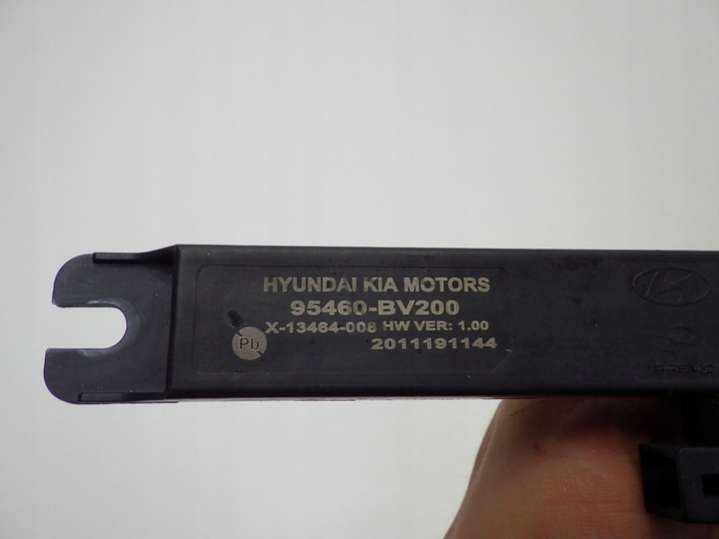 HYUNDAI KIA MOTORS
95460-BV200
X-13464-008 HW VER: 1.00
Pb
2011191144